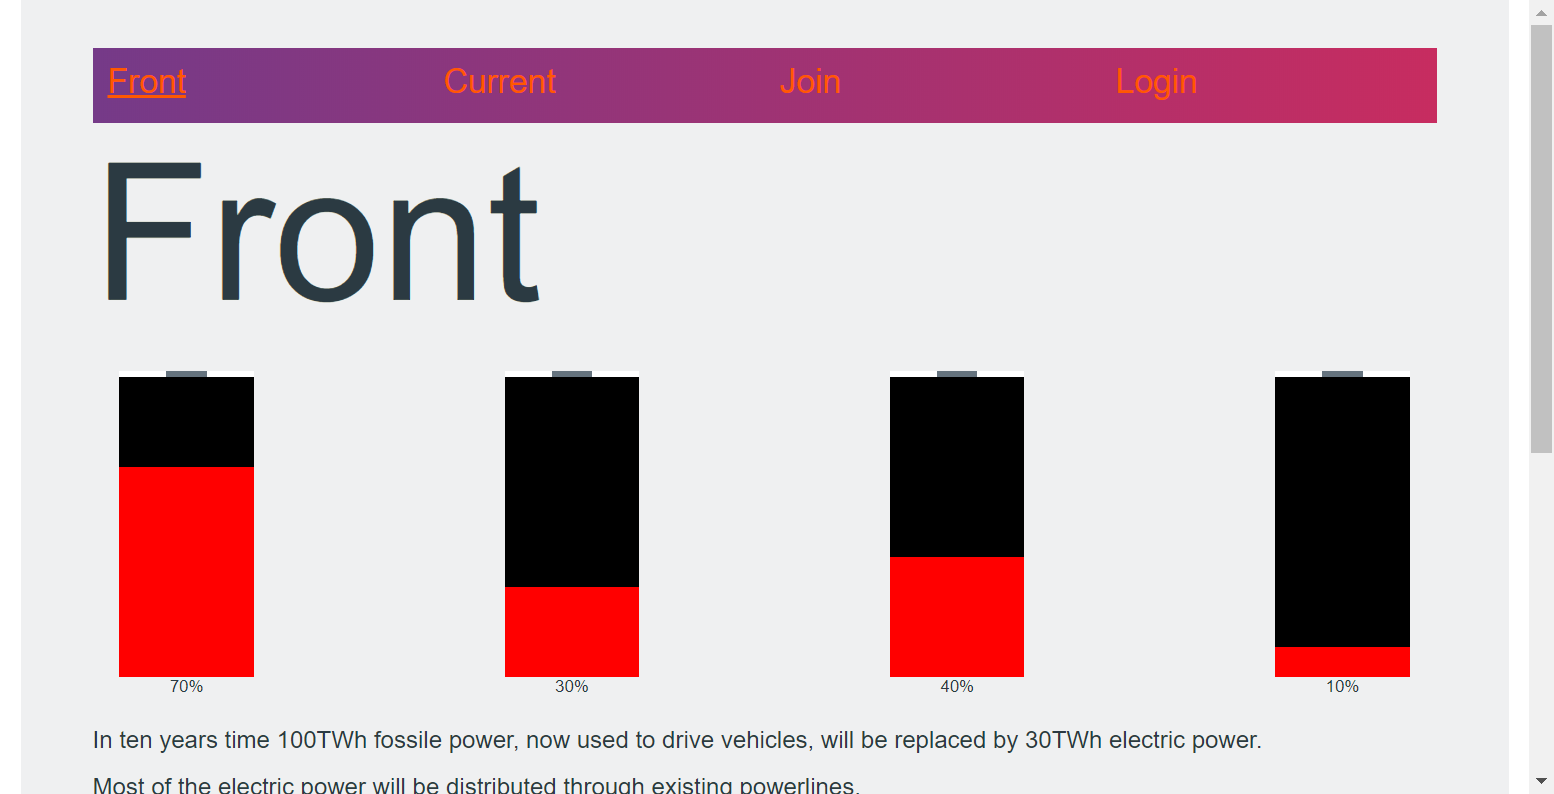 Front Current Join Login
Front
70% 30% 40% 10%
In ten years time 100TWh fossile power, now used to drive vehicles, will be replaced by 30TWh electric power.
Most of the electric power will be distributed through existing powerlines.